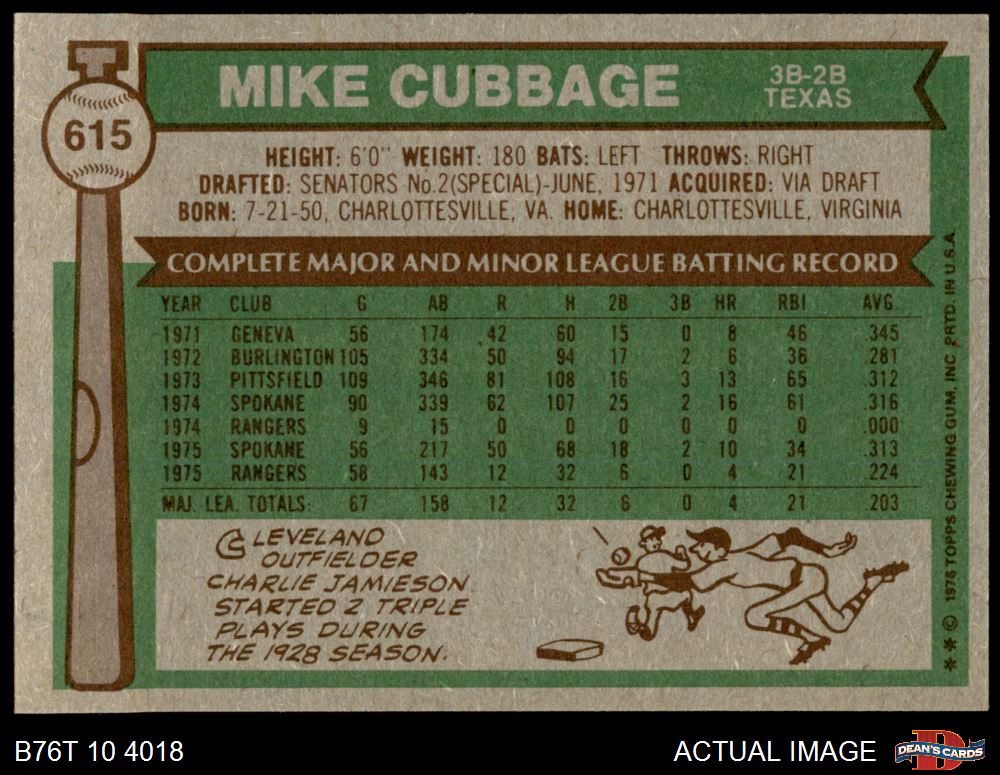 615
MIKE CUBBAGE
3B-2B
TEXAS
HEIGHT: 6'0" WEIGHT: 180 BATS: LEFT THROWS: RIGHT
DRAFTED: SENATORS No.2(SPECIAL)-JUNE, 1971 ACQUIRED: VIA DRAFT
BORN: 7-21-50, CHARLOTTESVILLE, VA. HOME: CHARLOTTESVILLE, VIRGINIA
COMPLETE MAJOR AND MINOR LEAGUE BATTING RECORD
YEAR CLUB G AB R H 2B 3B HR RBI AVG.
1971 GENEVA 56 174 42 60 15 0 8 46 .345
1972 BURLINGTON 105 334 50 94 17 2 6 36 .281
1973 PITTSFIELD 109 346 81 108 16 3 13 65 .312
1974 SPOKANE 90 339 62 107 25 2 16 61 .316
1974 RANGERS 9 15 0 0 0 0 0 0 .000
1975 SPOKANE 56 217 50 68 18 2 10 34 .313
1975 RANGERS 58 143 12 32 6 0 4 21 .224
MAJ. LEA. TOTALS: 67 158 12 32 6 0 4 21 .203
CLEVELAND
OUTFIELDER
CHARLIE JAMIESON
STARTED 2 TRIPLE
PLAYS DURING
THE 1928 SEASON.
** © 1976 TOPPS CHEWING GUM, INC. PRTD. IN U.S.A.
B76T 10 4018
ACTUAL IMAGE
DEAN'S CARDS